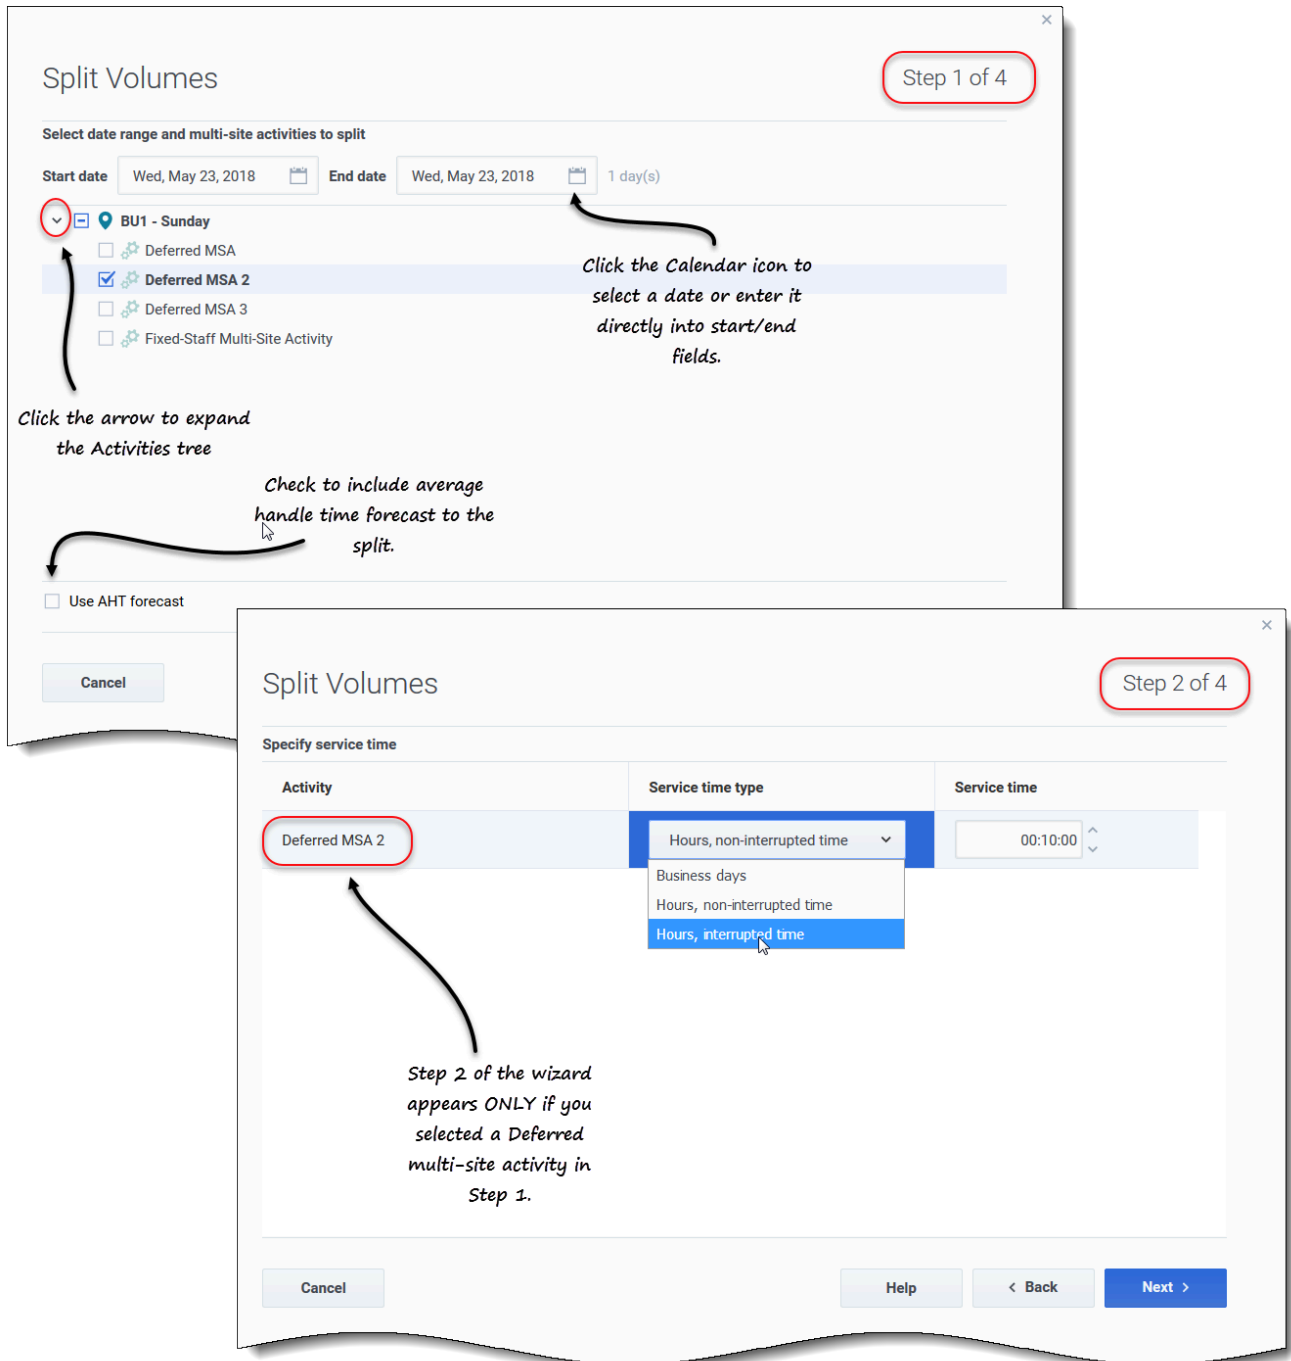 Split Volumes
Step 1 of 4
Select date range and multi-site activities to split
Start date Wed, May 23, 2018 End date Wed, May 23, 2018 1 day(s)
BU1 - Sunday
Deferred MSA
Deferred MSA 2
Deferred MSA 3
Fixed-Staff Multi-Site Activity
Click the Calendar icon to
select a date or enter it
directly into start/end
fields.
Click the arrow to expand
the Activities tree
Check to include average
handle time forecast to the
split.
Use AHT forecast
Cancel
Split Volumes
Step 2 of 4
Specify service time
Activity Service time type Service time
Deferred MSA 2 Hours, non-interrupted time 00:10:00
Business days
Hours, non-interrupted time
Hours, interrupted time
Step 2 of the wizard
appears ONLY if you
selected a Deferred
multi-site activity in
Step 1.
Cancel Help < Back Next >